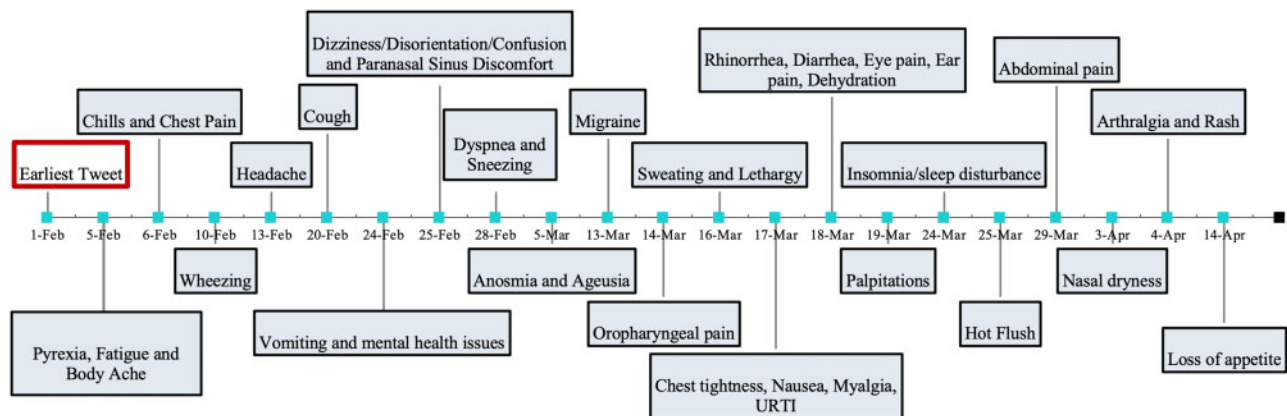 Dizziness/Disorientation/Confusion
and Paranasal Sinus Discomfort
Rhinorrhea, Diarrhea, Eye pain, Ear
pain, Dehydration
Abdominal pain
Chills and Chest Pain
Cough
Migraine
Arthralgia and Rash
Dyspnea and
Sneezing
Earliest Tweet
Headache
Sweating and Lethargy
Insomnia/sleep disturbance
1-Feb 5-Feb 6-Feb 10-Feb 13-Feb 20-Feb 24-Feb 25-Feb 28-Feb 5-Mar 13-Mar 14-Mar 16-Mar 17-Mar 18-Mar 19-Mar 24-Mar 25-Mar 29-Mar 3-Apr 4-Apr 14-Apr
Wheezing
Anosmia and Ageusia
Palpitations
Nasal dryness
Pyrexia, Fatigue and
Body Ache
Vomiting and mental health issues
Oropharyngeal pain
Hot Flush
Loss of appetite
Chest tightness, Nausea, Myalgia,
URTI